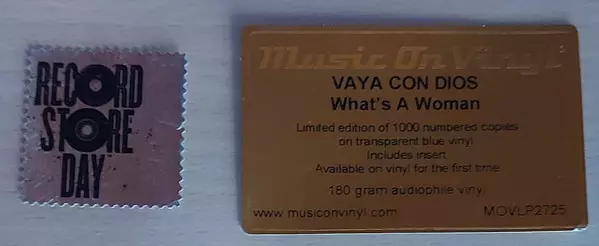 RECORD
STORE
DAY
Music On Vinyl
VAYA CON DIOS
What's A Woman
Limited edition of 1000 numbered copies
on transparent blue vinyl
Includes insert
Available on vinyl for the first time
180 gram audiophile vinyl
www.musiconvinyl.com MOVLP2725